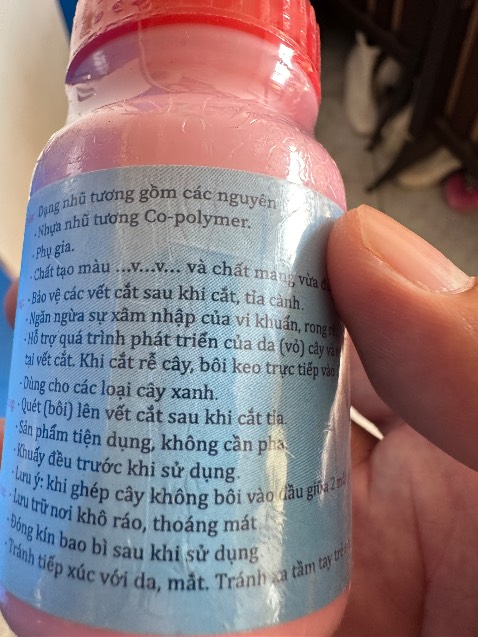 Dạng nhũ tương gồm các nguyên
- Nhựa nhũ tương Co-polymer.
- Phụ gia.
- Chất tạo màu ...v...v... và chất mang vừa
- Bảo vệ các vết cắt sau khi cắt, tỉa cành.
- Ngăn ngừa sự xâm nhập của vi khuẩn, rong
- Hỗ trợ quá trình phát triển của da (vỏ) cây
tại vết cắt. Khi cắt rễ cây, bôi keo trực tiếp vào
- Dùng cho các loại cây xanh.
- Quét (bôi) lên vết cắt sau khi cắt tỉa.
- Sản phẩm tiện dụng, không cần pha.
- Khuấy đều trước khi sử dụng.
- Lưu ý: khi ghép cây không bôi vào đầu giữa 2
- Lưu trữ nơi khô ráo, thoáng mát
- Đóng kín bao bì sau khi sử dụng
- Tránh tiếp xúc với da, mắt. Tránh xa tầm tay